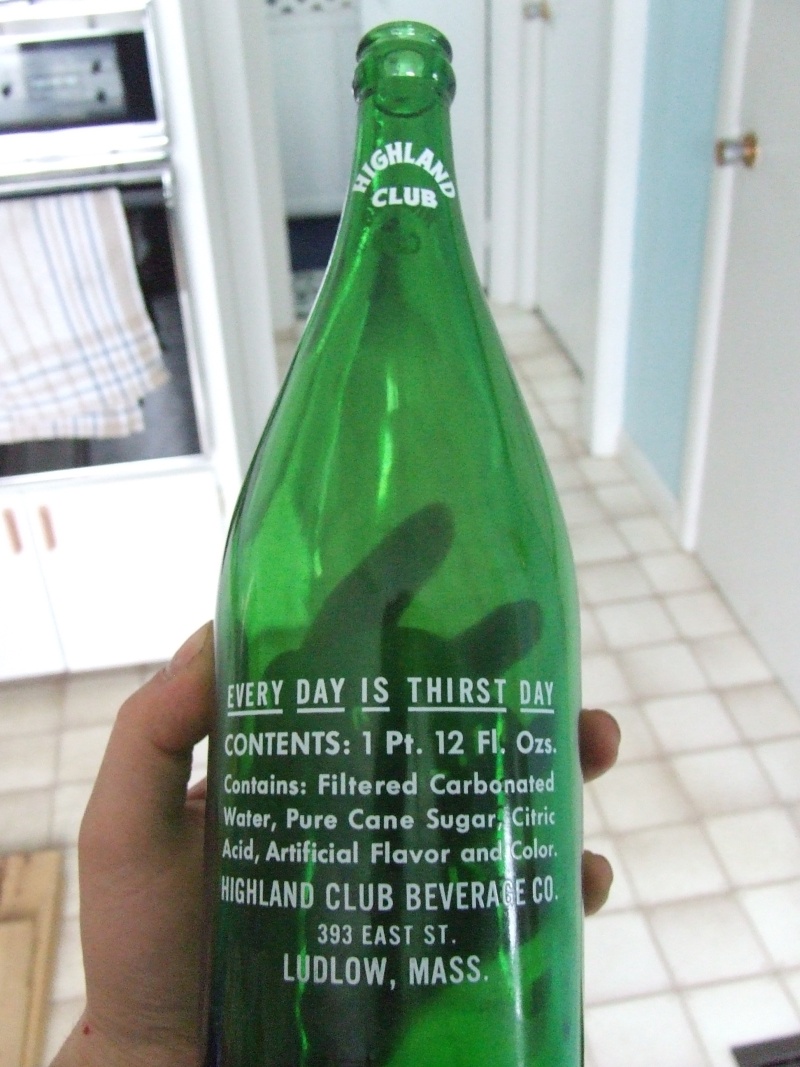 HIGHLAND
CLUB
EVERY DAY IS THIRST DAY
CONTENTS: 1 Pt. 12 Fl. Ozs.
Contains: Filtered Carbonated
Water, Pure Cane Sugar, Citric
Acid, Artificial Flavor and Color.
HIGHLAND CLUB BEVERAGE CO.
393 EAST ST.
LUDLOW, MASS.